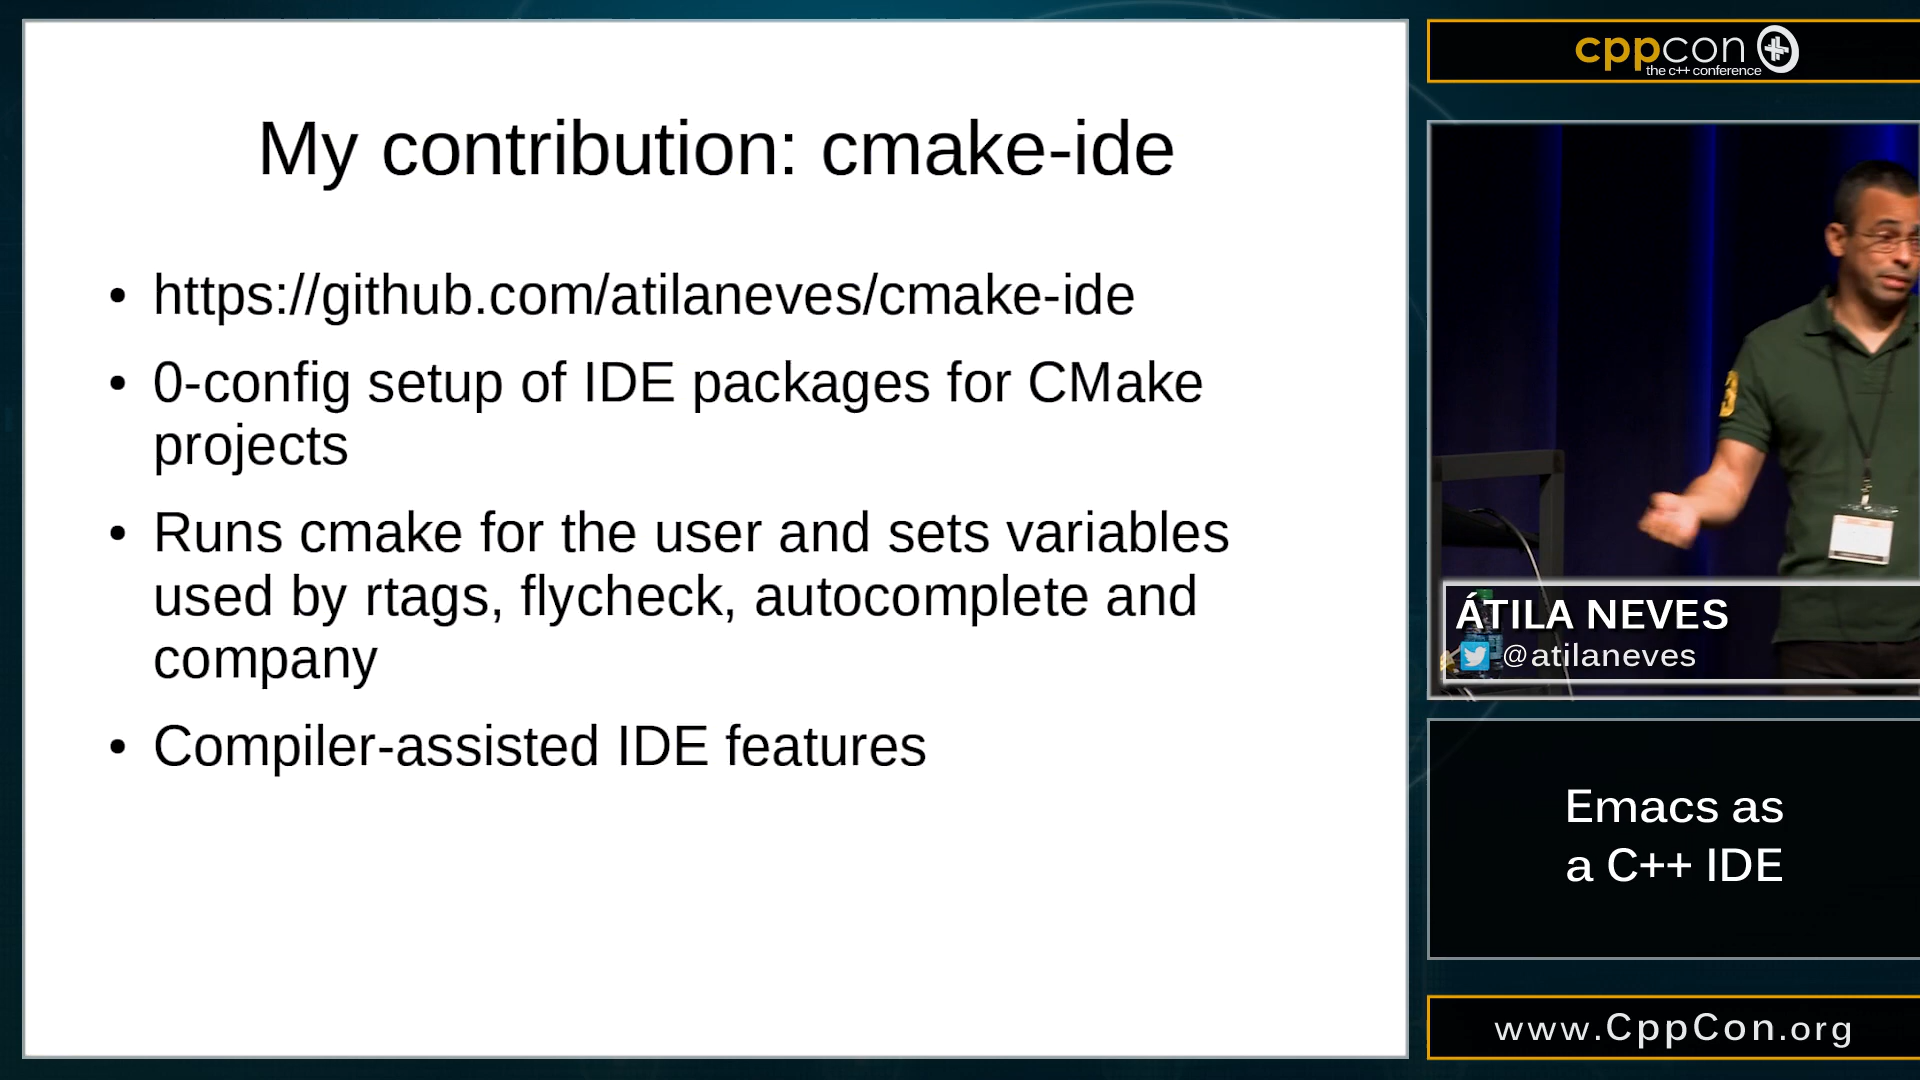 My contribution: cmake-ide
• https://github.com/atilaneves/cmake-ide
• 0-config setup of IDE packages for CMake
projects
• Runs cmake for the user and sets variables
used by rtags, flycheck, autocomplete and
company
• Compiler-assisted IDE features
cppcon
the c++ conference
ÁTILA NEVES
@atilaneves
Emacs as
a C++ IDE
www.CppCon.org